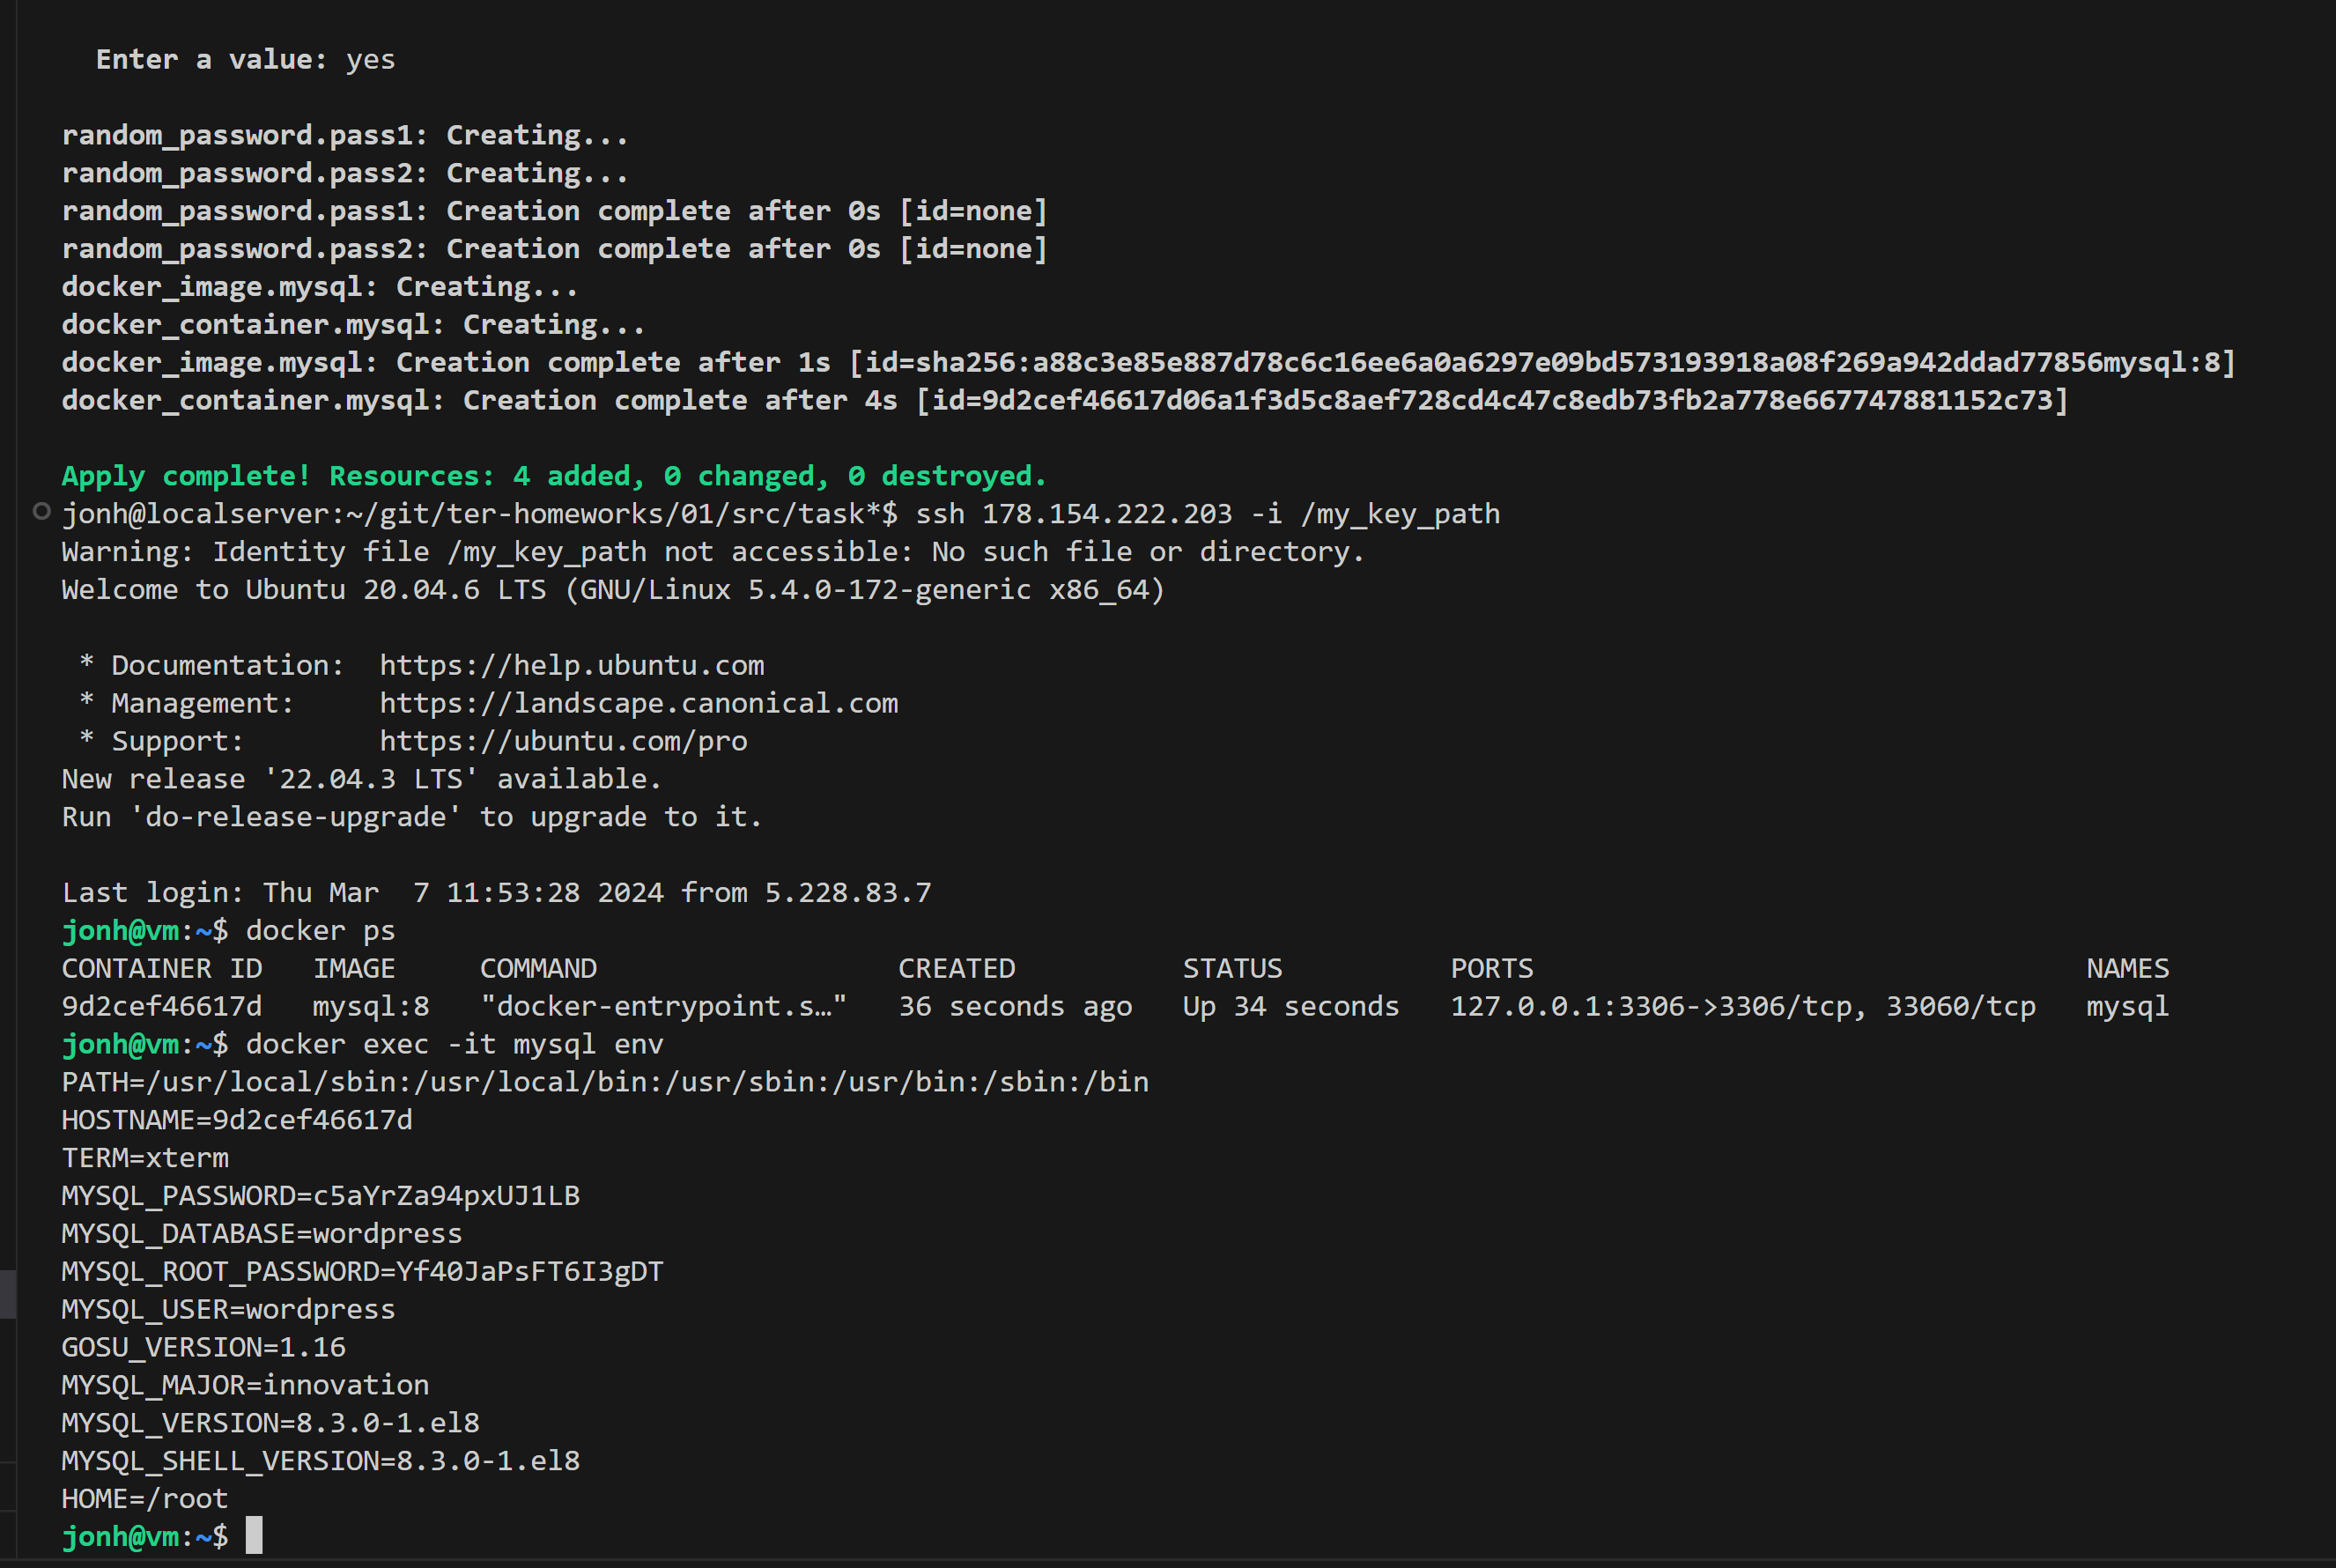 Enter a value: yes
random_password.pass1: Creating...
random_password.pass2: Creating...
random_password.pass1: Creation complete after 0s [id=none]
random_password.pass2: Creation complete after 0s [id=none]
docker_image.mysql: Creating...
docker_container.mysql: Creating...
docker_image.mysql: Creation complete after 1s [id=sha256:a88c3e85e887d78c6c16ee6a0a6297e09bd573193918a08f269a942ddad77856mysql:8]
docker_container.mysql: Creation complete after 4s [id=9d2cef46617d06a1f3d5c8aef728cd4c47c8edb73fb2a778e667747881152c73]
Apply complete! Resources: 4 added, 0 changed, 0 destroyed.
jonh@localserver:~/git/ter-homeworks/01/src/task*$ ssh 178.154.222.203 -i /my_key_path
Warning: Identity file /my_key_path not accessible: No such file or directory.
Welcome to Ubuntu 20.04.6 LTS (GNU/Linux 5.4.0-172-generic x86_64)
* Documentation:  https://help.ubuntu.com
* Management:     https://landscape.canonical.com
* Support:        https://ubuntu.com/pro
New release '22.04.3 LTS' available.
Run 'do-release-upgrade' to upgrade to it.
Last login: Thu Mar  7 11:53:28 2024 from 5.228.83.7
jonh@vm:~$ docker ps
CONTAINER ID   IMAGE     COMMAND                  CREATED          STATUS          PORTS                                 NAMES
9d2cef46617d   mysql:8   "docker-entrypoint.s…"   36 seconds ago   Up 34 seconds   127.0.0.1:3306->3306/tcp, 33060/tcp   mysql
jonh@vm:~$ docker exec -it mysql env
PATH=/usr/local/sbin:/usr/local/bin:/usr/sbin:/usr/bin:/sbin:/bin
HOSTNAME=9d2cef46617d
TERM=xterm
MYSQL_PASSWORD=c5aYrZa94pxUJ1LB
MYSQL_DATABASE=wordpress
MYSQL_ROOT_PASSWORD=Yf40JaPsFT6I3gDT
MYSQL_USER=wordpress
GOSU_VERSION=1.16
MYSQL_MAJOR=innovation
MYSQL_VERSION=8.3.0-1.el8
MYSQL_SHELL_VERSION=8.3.0-1.el8
HOME=/root
jonh@vm:~$